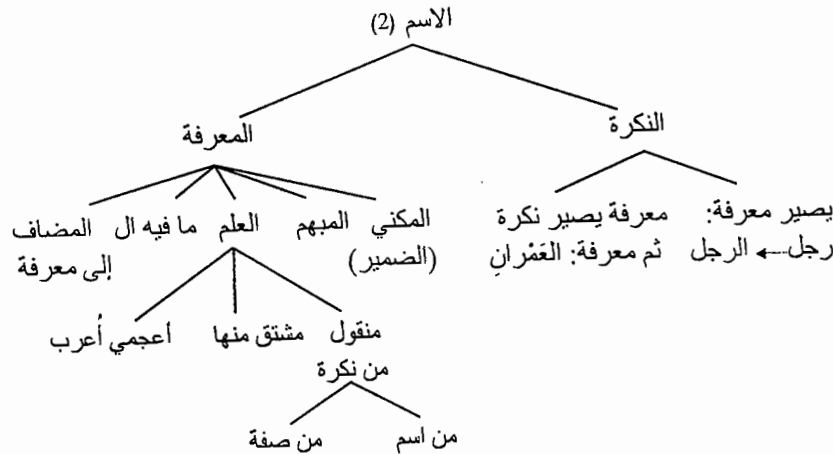 الاسم (2)
النكرة
المعرفة
يصير معرفة:
رجل ← الرجل
معرفة يصير نكرة
ثم معرفة: العَمْرانِ
المكني
(الضمير)
المبهم
العلم
ما فيه ال
المضاف
إلى معرفة
منقول
من نكرة
مشتق منها
أعجمي أُعرب
من اسم
من صفة